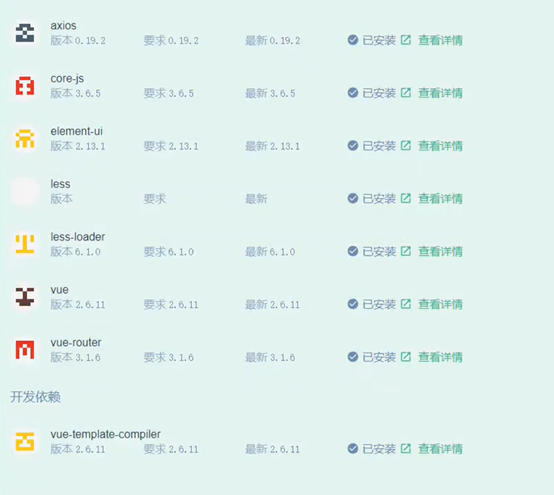 axios
版本 0.19.2 要求 0.19.2 最新 0.19.2 已安装 查看详情
core-js
版本 3.6.5 要求 3.6.5 最新 3.6.5 已安装 查看详情
element-ui
版本 2.13.1 要求 2.13.1 最新 2.13.1 已安装 查看详情
less
版本 要求 最新 已安装 查看详情
less-loader
版本 6.1.0 要求 6.1.0 最新 6.1.0 已安装 查看详情
vue
版本 2.6.11 要求 2.6.11 最新 2.6.11 已安装 查看详情
vue-router
版本 3.1.6 要求 3.1.6 最新 3.1.6 已安装 查看详情
开发依赖
vue-template-compiler
版本 2.6.11 要求 2.6.11 最新 2.6.11 已安装 查看详情